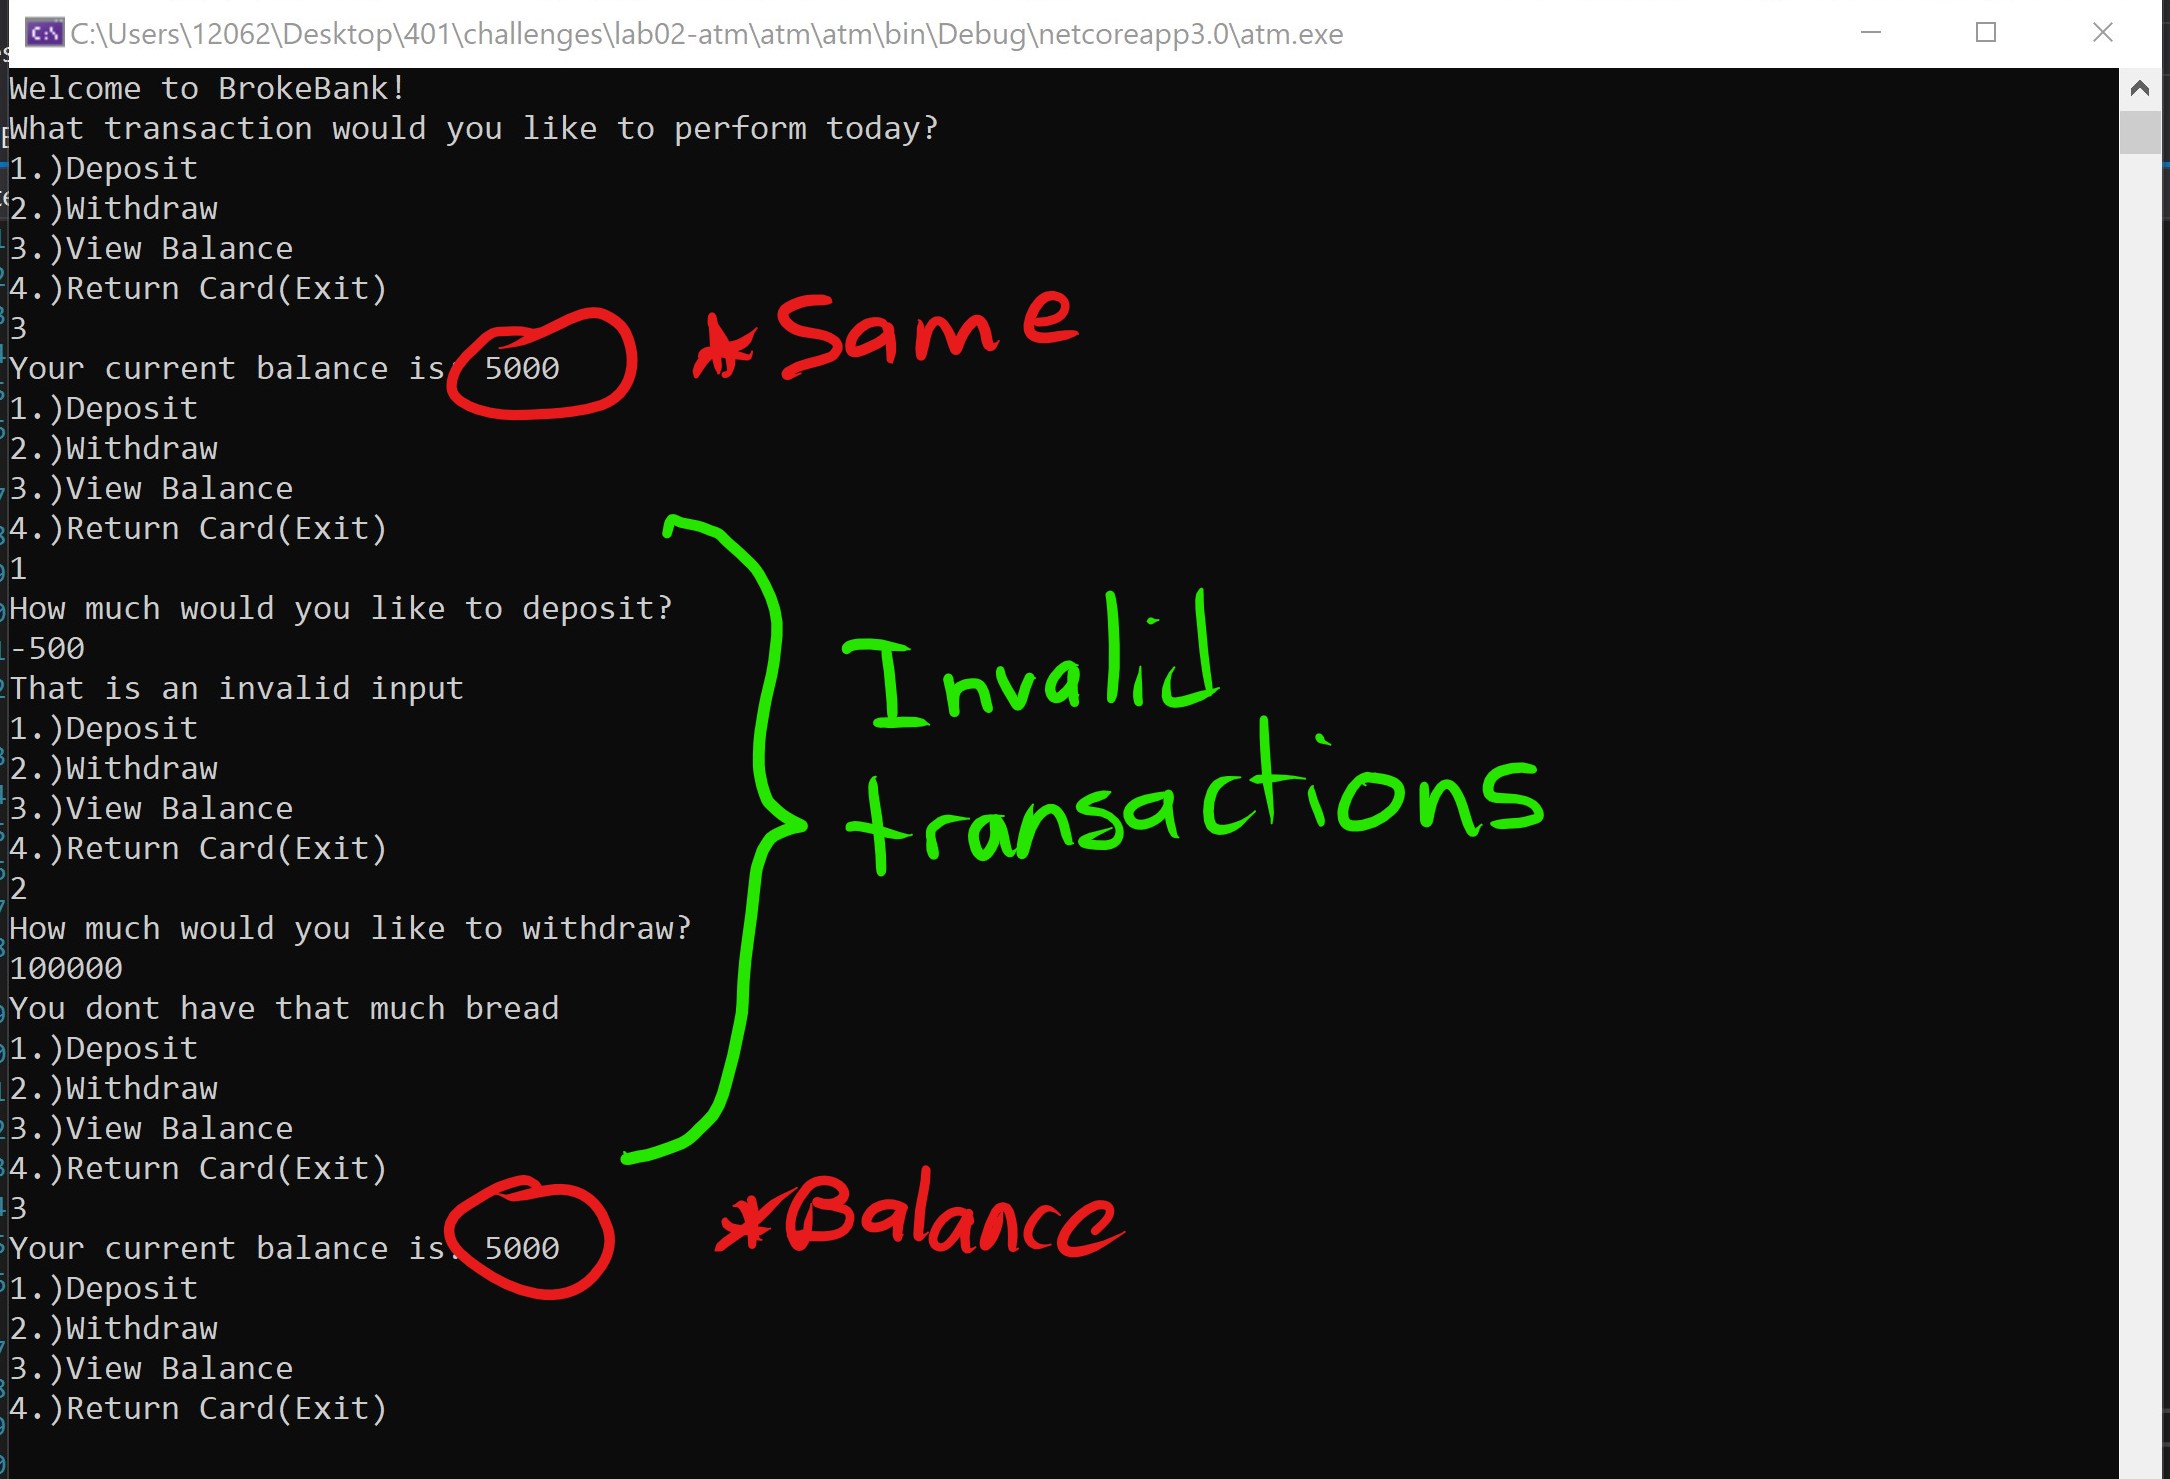 C:\Users\12062\Desktop\401\challenges\lab02-atm\atm\atm\bin\Debug\netcoreapp3.0\atm.exe
Welcome to BrokeBank!
What transaction would you like to perform today?
1.)Deposit
2.)Withdraw
3.)View Balance
4.)Return Card(Exit)
3
*Same
Your current balance is: 5000
1.)Deposit
2.)Withdraw
3.)View Balance
4.)Return Card(Exit)
1
How much would you like to deposit?
-500
That is an invalid input
Invalid
1.)Deposit
2.)Withdraw
3.)View Balance
transactions
4.)Return Card(Exit)
2
How much would you like to withdraw?
100000
You dont have that much bread
1.)Deposit
2.)Withdraw
3.)View Balance
4.)Return Card(Exit)
3
*Balance
Your current balance is: 5000
1.)Deposit
2.)Withdraw
3.)View Balance
4.)Return Card(Exit)